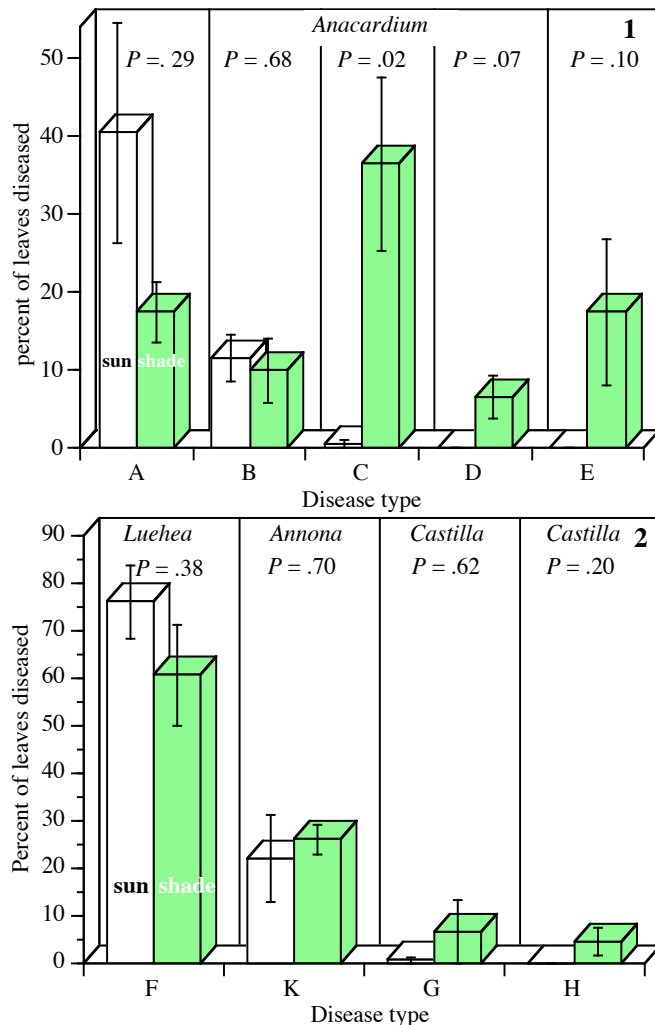 Anacardium 1
P =. 29 P = .68 P = .02 P = .07 P = .10
percent of leaves diseased
50
40
30
20
10
0
sun shade
A B C D E
Disease type
Luehea Annona Castilla Castilla 2
P = .38 P = .70 P = .62 P = .20
Percent of leaves diseased
90
80
70
60
50
40
30
20
10
0
sun shade
F K G H
Disease type